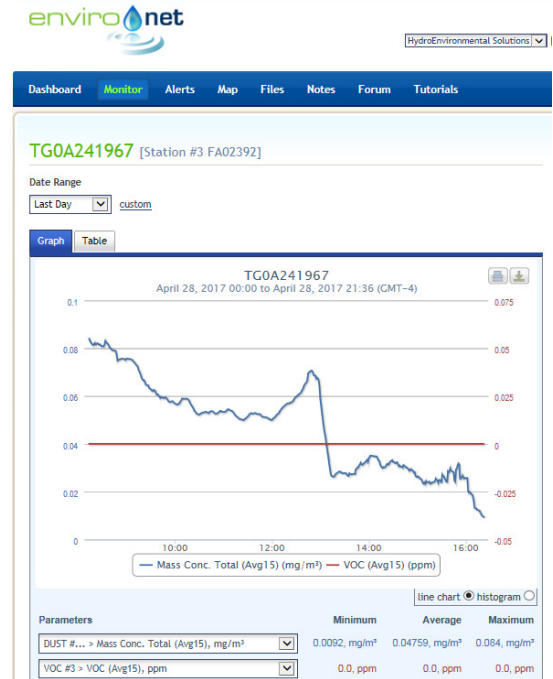 enviro net
HydroEnvironmental Solutions
Dashboard Monitor Alerts Map Files Notes Forum Tutorials
TG0A241967 [Station #3 FA02392]
Date Range
Last Day custom
Graph Table
TG0A241967
April 28, 2017 00:00 to April 28, 2017 21:36 (GMT-4)
0.1 0.075
0.08 0.05
0.06 0.025
0.04 0
0.02 -0.025
0 -0.05
10:00 12:00 14:00 16:00
Mass Conc. Total (Avg15) (mg/m³) VOC (Avg15) (ppm)
line chart histogram
Parameters Minimum Average Maximum
DUST #... > Mass Conc. Total (Avg15), mg/m³ 0.0092, mg/m³ 0.04759, mg/m³ 0.084, mg/m³
VOC #3 > VOC (Avg15), ppm 0.0, ppm 0.0, ppm 0.0, ppm